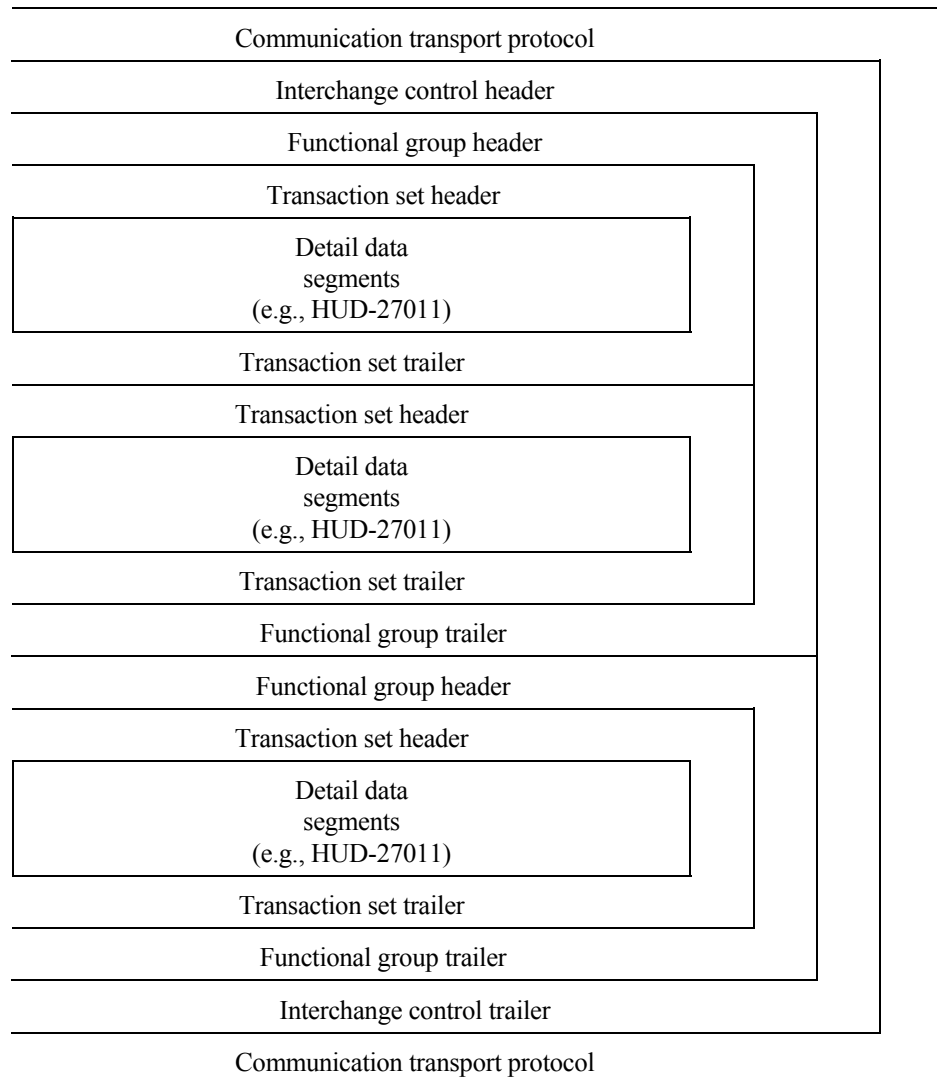 Communication transport protocol
Interchange control header
Functional group header
Transaction set header
Detail data
segments
(e.g., HUD-27011)
Transaction set trailer
Transaction set header
Detail data
segments
(e.g., HUD-27011)
Transaction set trailer
Functional group trailer
Functional group header
Transaction set header
Detail data
segments
(e.g., HUD-27011)
Transaction set trailer
Functional group trailer
Interchange control trailer
Communication transport protocol